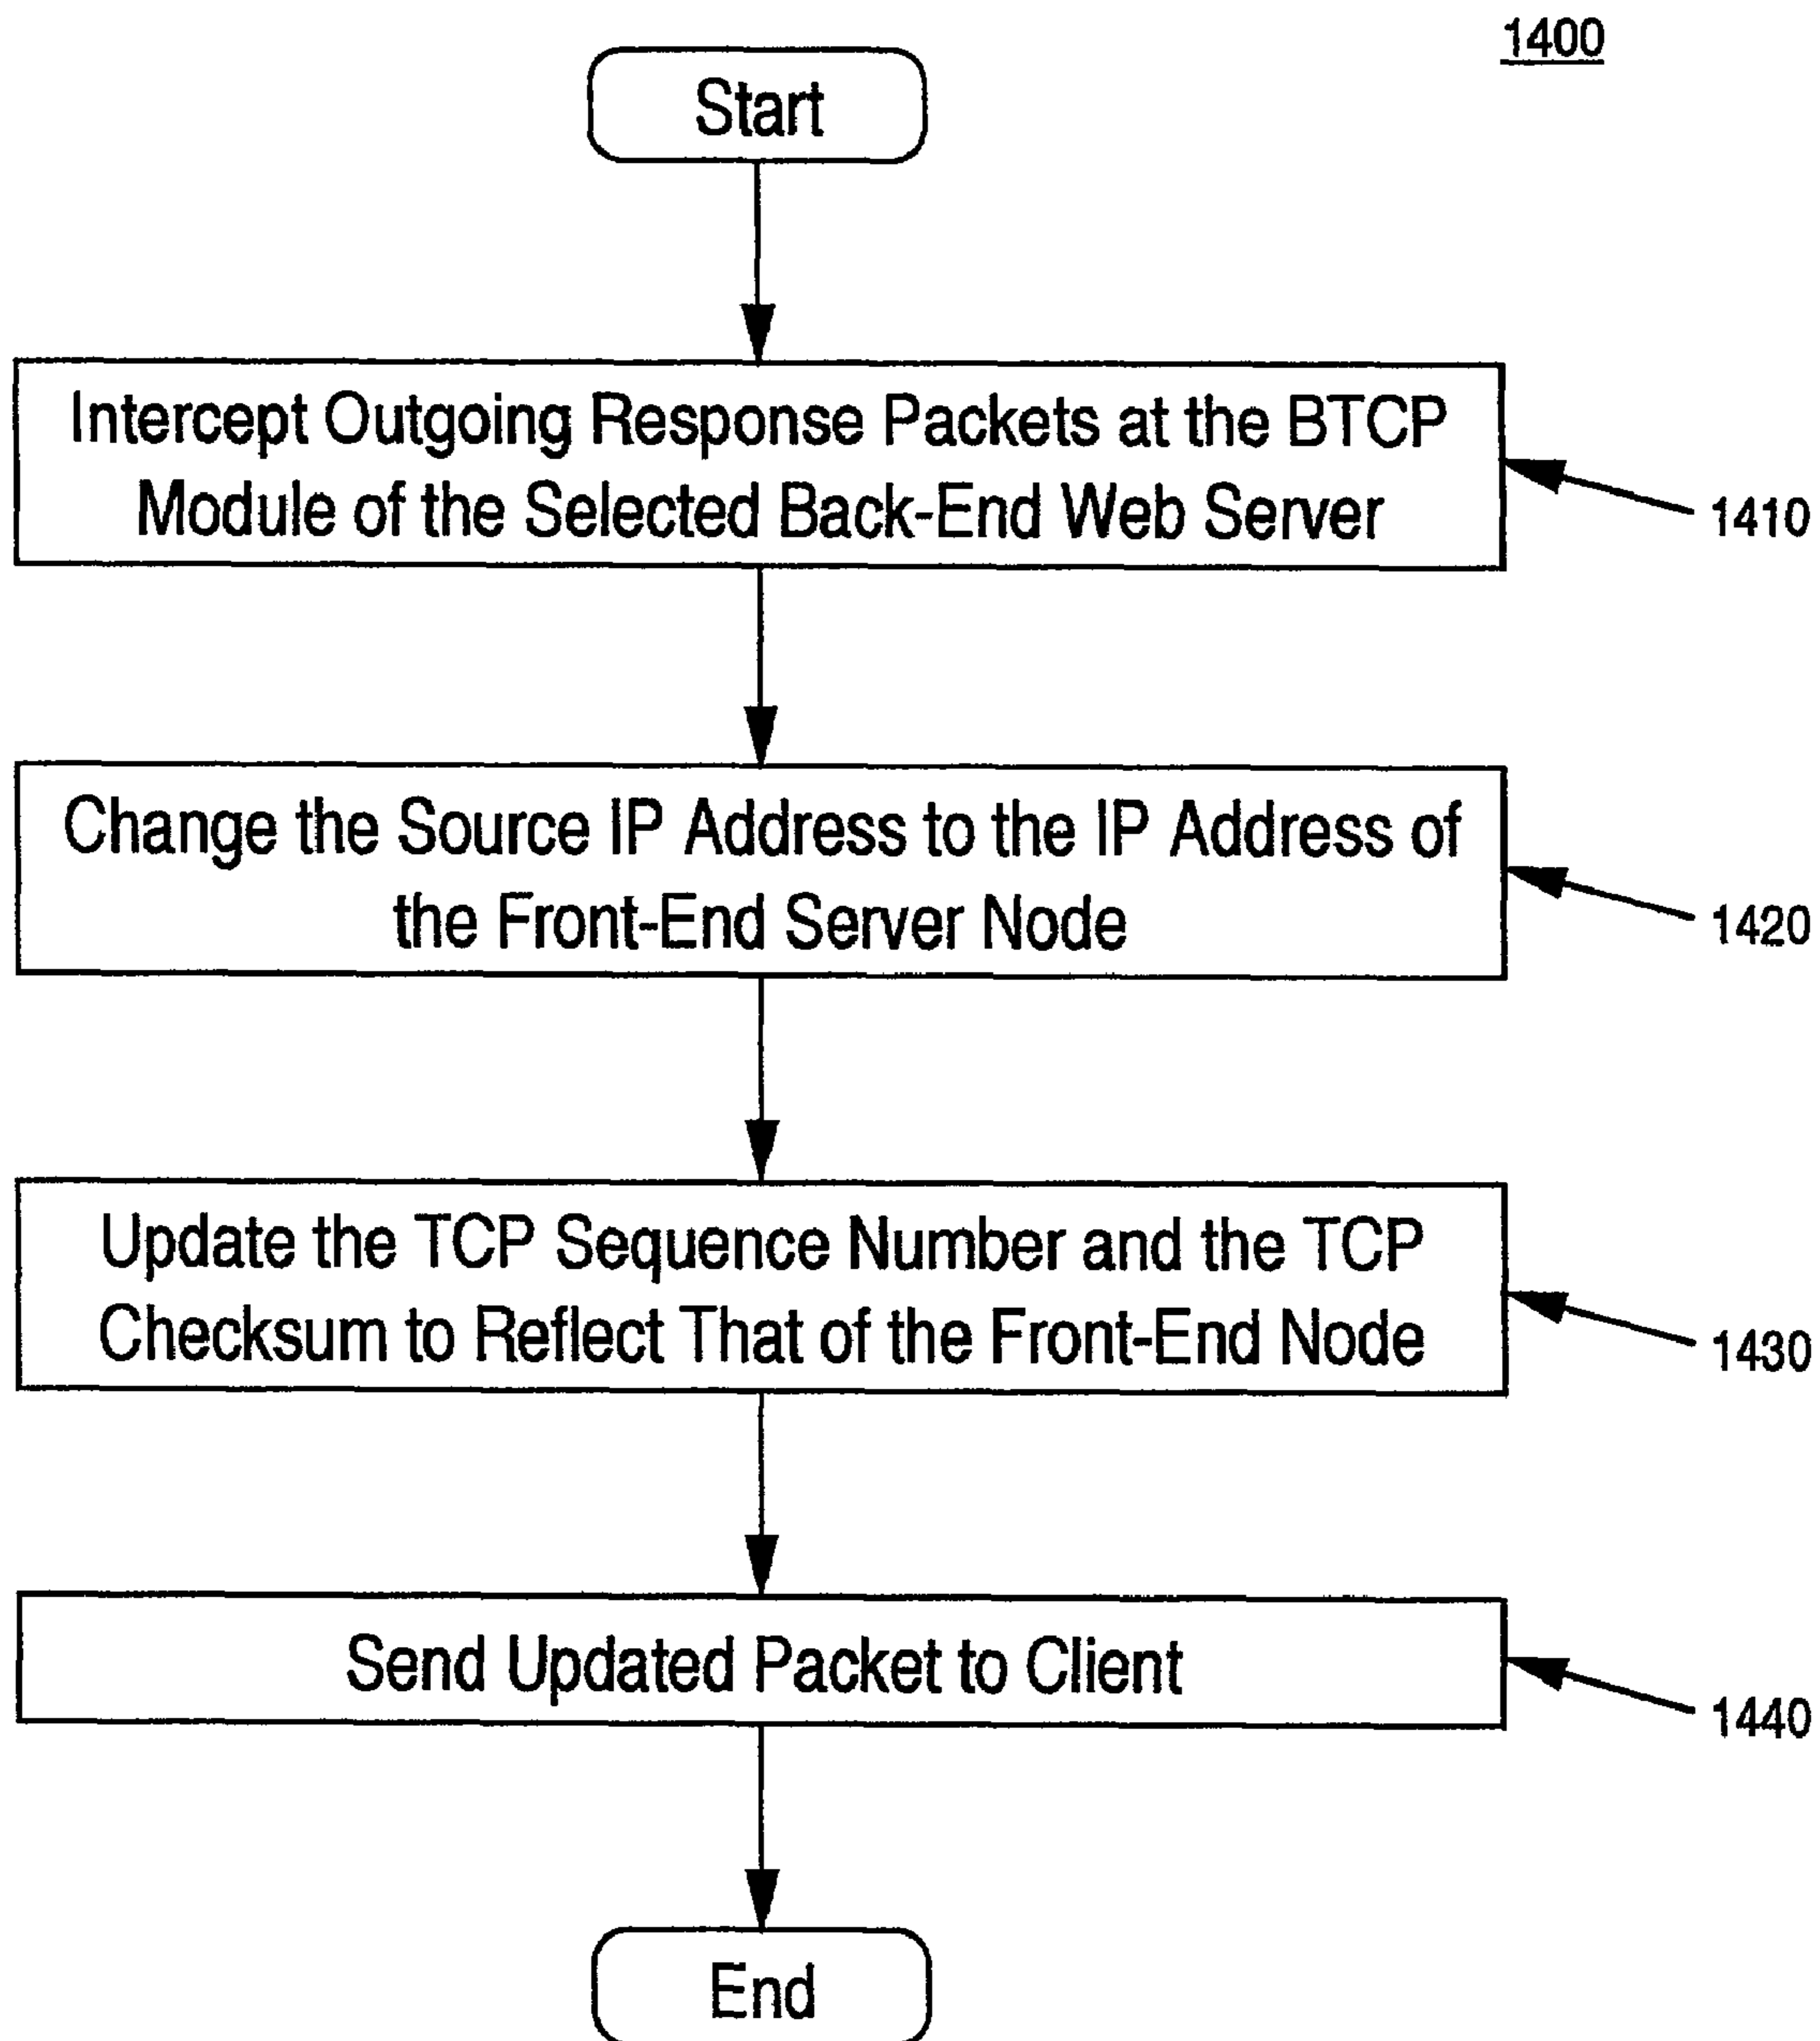 1400
Start
Intercept Outgoing Response Packets at the BTCP
Module of the Selected Back-End Web Server
1410
Change the Source IP Address to the IP Address of
the Front-End Server Node
1420
Update the TCP Sequence Number and the TCP
Checksum to Reflect That of the Front-End Node
1430
Send Updated Packet to Client
1440
End